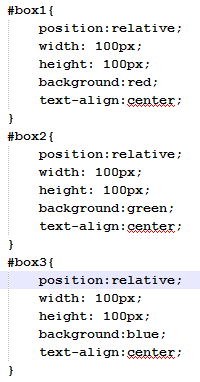 #box1{
position:relative;
width: 100px;
height: 100px;
background:red;
text-align:center;
}
#box2{
position:relative;
width: 100px;
height: 100px;
background:green;
text-align:center;
}
#box3{
position:relative;
width: 100px;
height: 100px;
background:blue;
text-align:center;
}